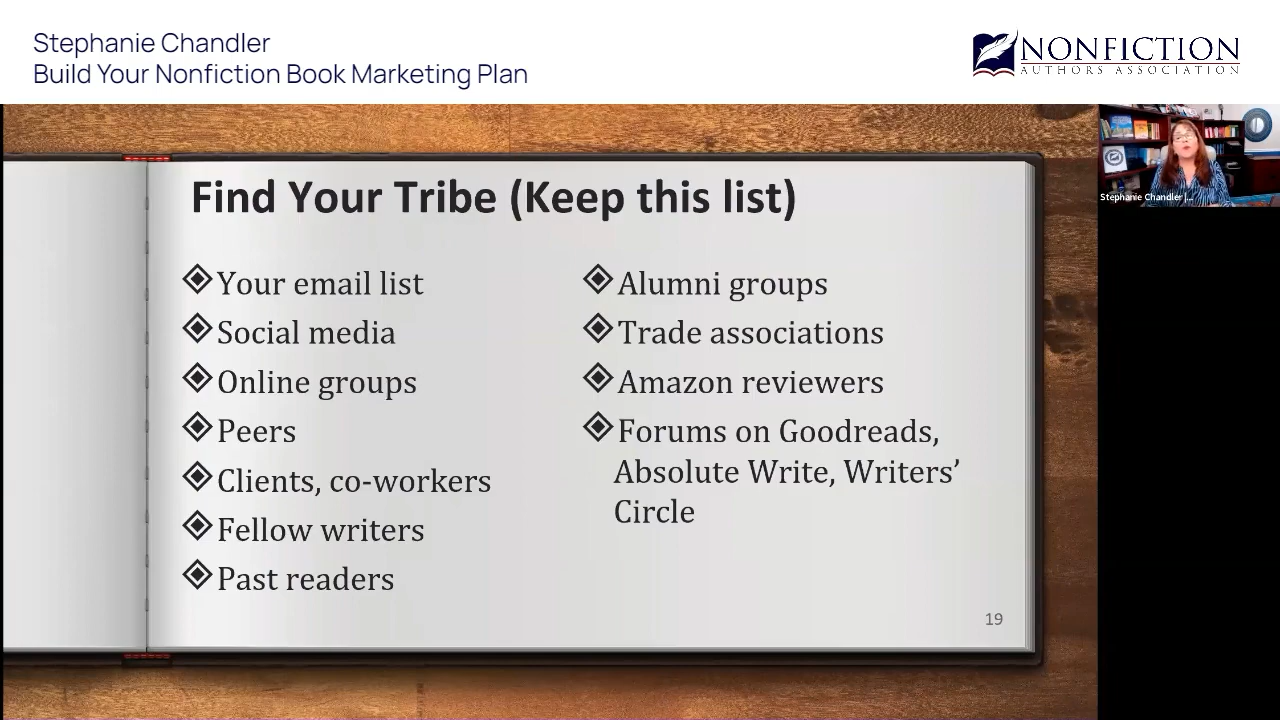 Stephanie Chandler
Build Your Nonfiction Book Marketing Plan
NONFICTION
AUTHORS ASSOCIATION
Find Your Tribe (Keep this list)
Your email list
Social media
Online groups
Peers
Clients, co-workers
Fellow writers
Past readers
Alumni groups
Trade associations
Amazon reviewers
Forums on Goodreads,
Absolute Write, Writers’
Circle
19
Stephanie Chandler |...